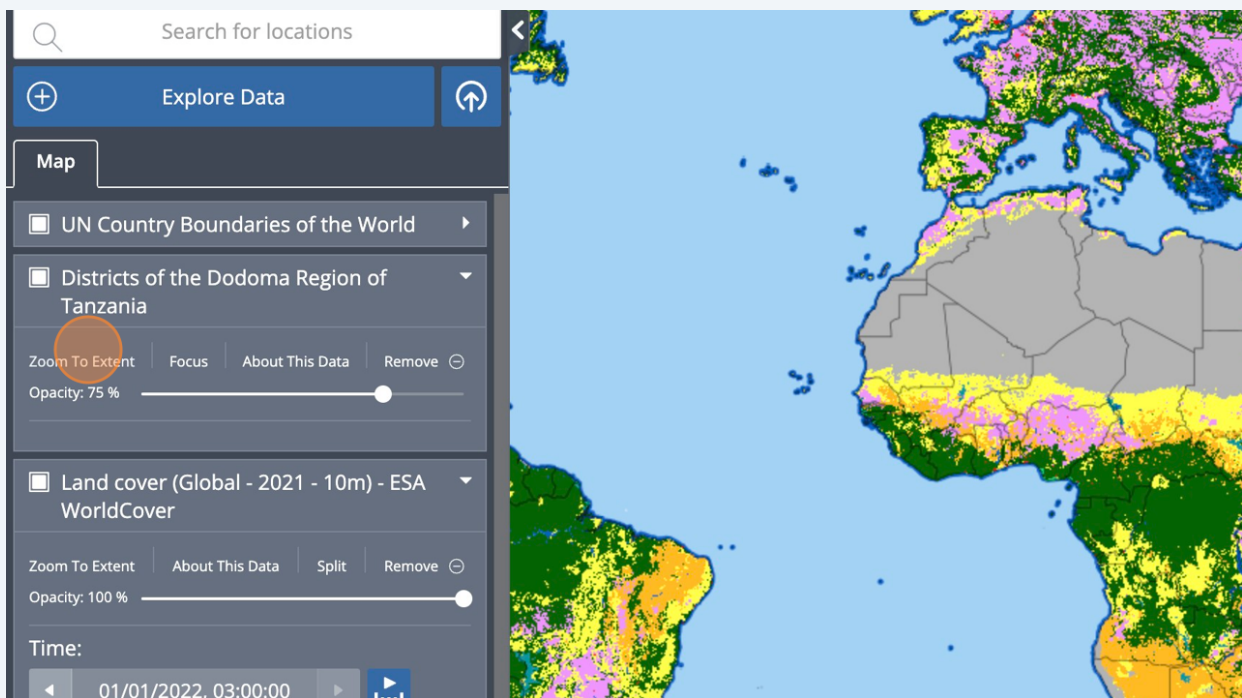 Search for locations
Explore Data
Map
UN Country Boundaries of the World
Districts of the Dodoma Region of
Tanzania
Zoom To Extent Focus About This Data Remove
Opacity: 75 %
Land cover (Global - 2021 - 10m) - ESA
WorldCover
Zoom To Extent About This Data Split Remove
Opacity: 100 %
Time:
01/01/2022, 03:00:00